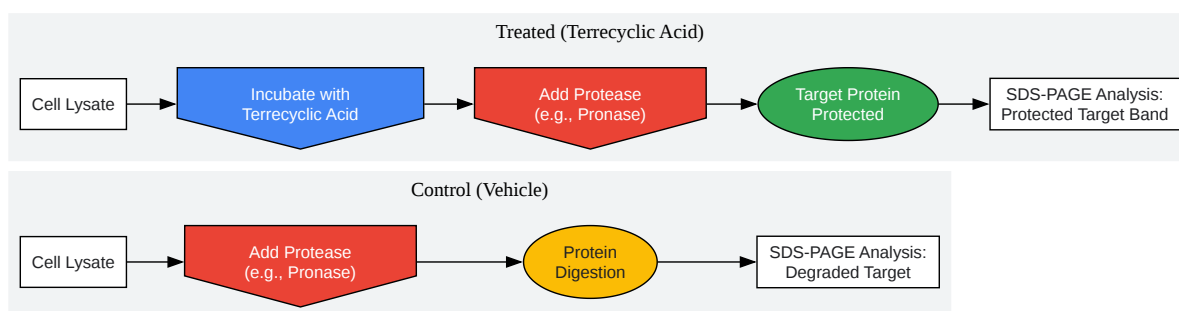 Treated (Terrecyclic Acid)
Cell Lysate
Incubate with
Terrecyclic Acid
Add Protease
(e.g., Pronase)
Target Protein
Protected
SDS-PAGE Analysis:
Protected Target Band
Control (Vehicle)
Cell Lysate
Add Protease
(e.g., Pronase)
Protein
Digestion
SDS-PAGE Analysis:
Degraded Target